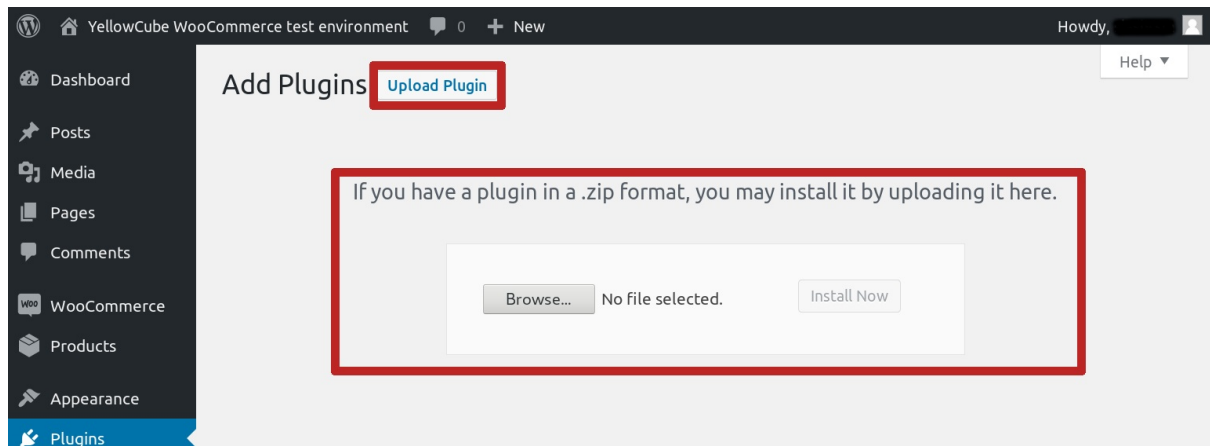 YellowCube WooCommerce test environment 0 + New Howdy,
Help ▼
Dashboard
Add Plugins Upload Plugin
Posts
Media
If you have a plugin in a .zip format, you may install it by uploading it here.
Pages
Comments
WOO WooCommerce
Browse... No file selected. Install Now
Products
Appearance
Plugins